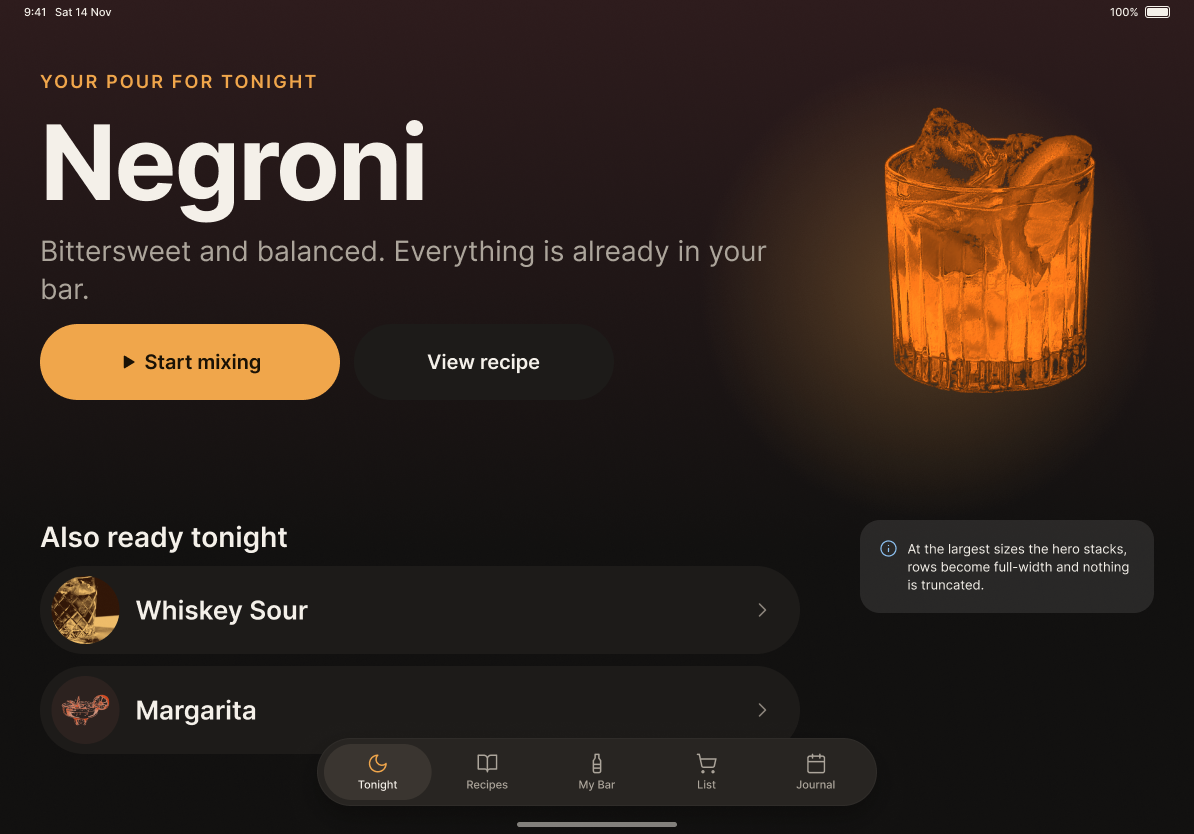 9:41 Sat 14 Nov
100%
YOUR POUR FOR TONIGHT
Negroni
Bittersweet and balanced. Everything is already in your
bar.
Start mixing
View recipe
Also ready tonight
At the largest sizes the hero stacks,
rows become full-width and nothing
is truncated.
Whiskey Sour
Margarita
Tonight
Recipes
My Bar
List
Journal